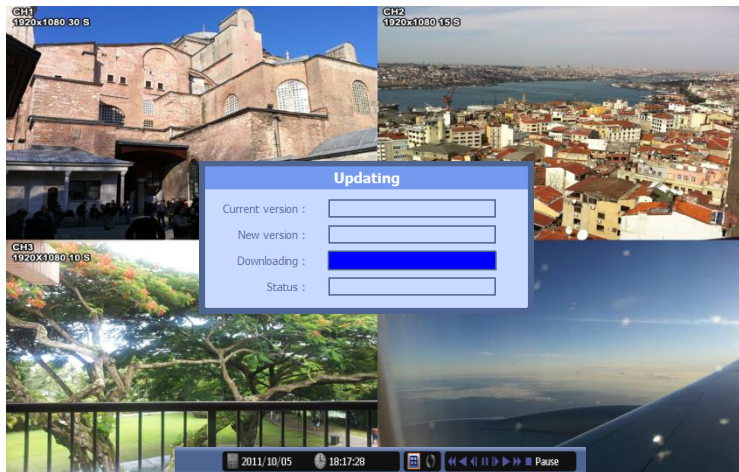 CH1
1920x1080 30 S
CH2
1920x1080 15 S
Updating
Current version :
New version :
Downloading :
Status :
CH3
1920X1080 10 S
2011/10/05 18:17:28 Pause